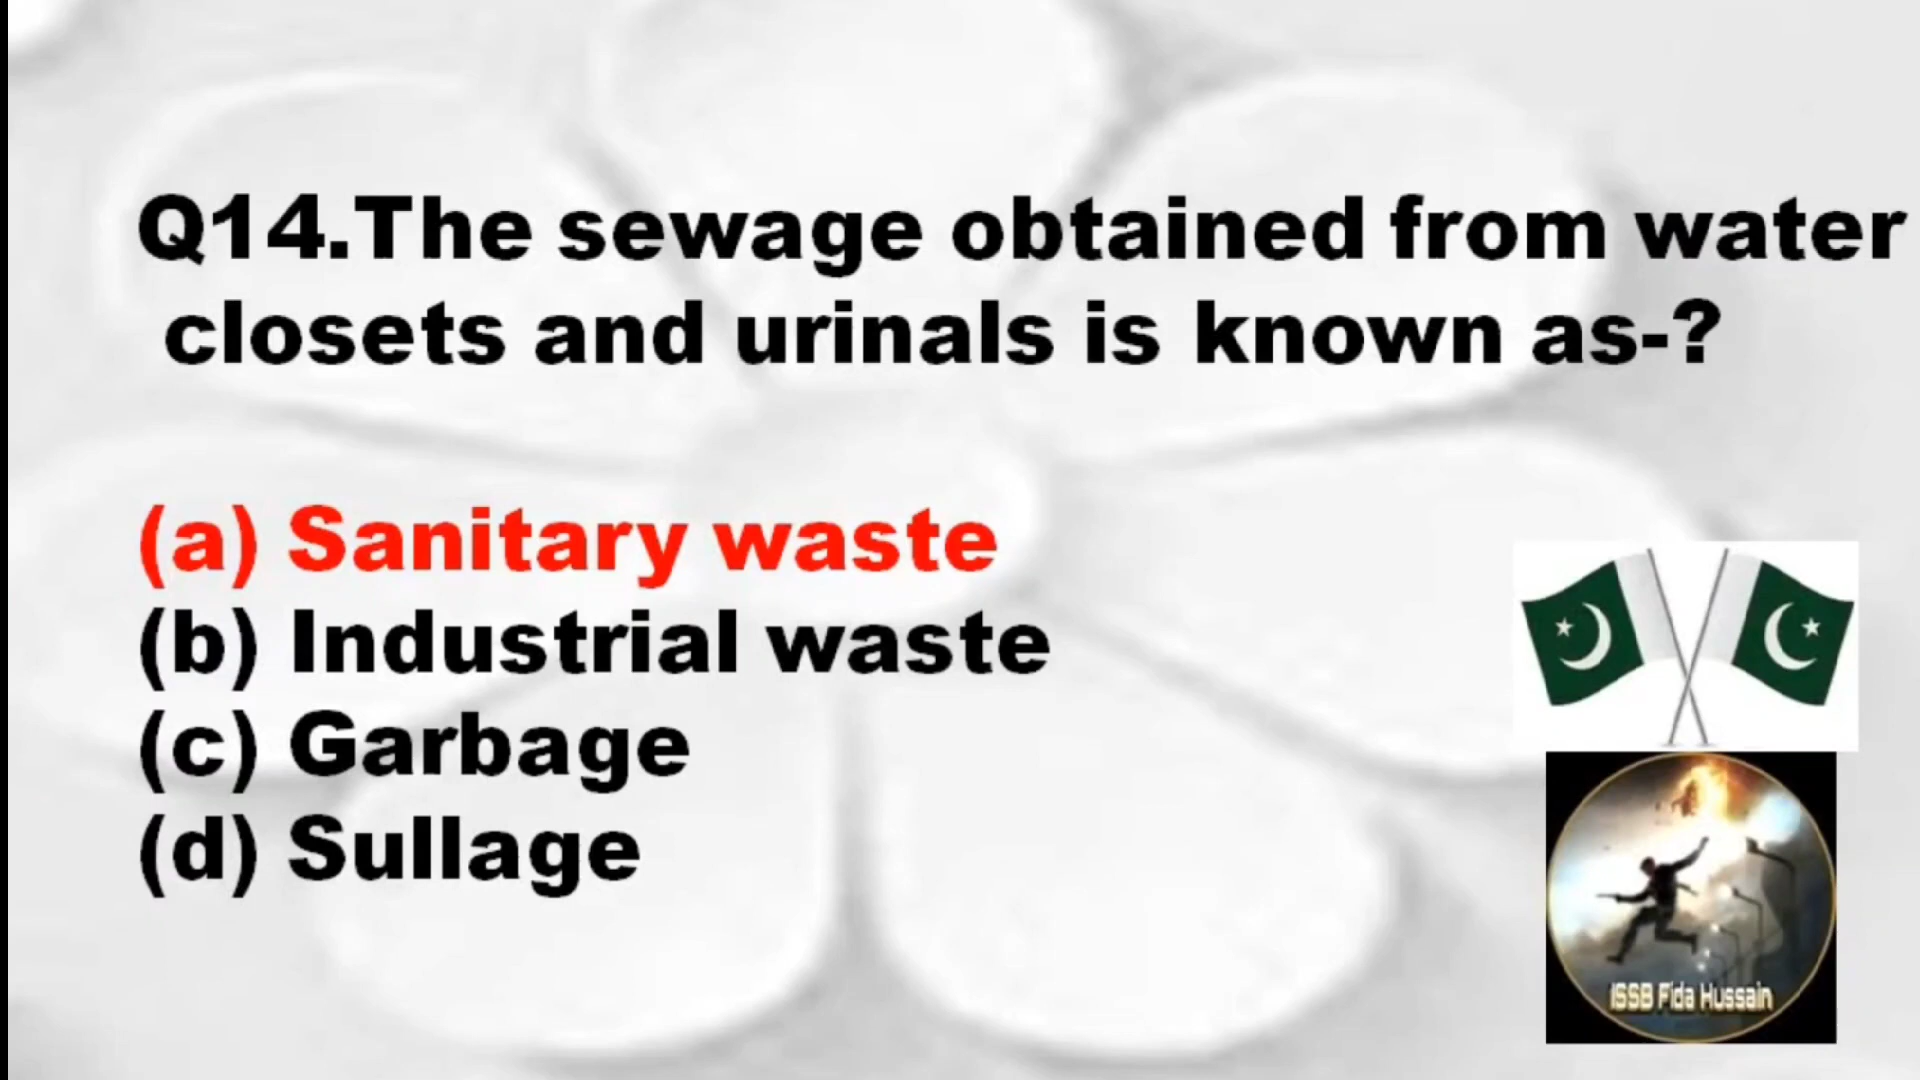 Q14.The sewage obtained from water
closets and urinals is known as-?
(a) Sanitary waste
(b) Industrial waste
(c) Garbage
(d) Sullage
ISSB Fida Hussain